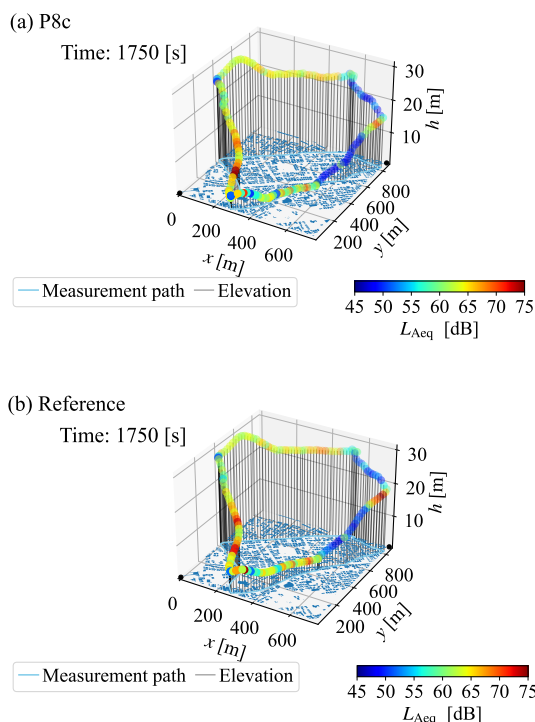 (a) P8c
Time: 1750 [s]
30
20
10
h [m]
0
200
400
600
x [m]
200
400
600
800
y [m]
Measurement path
Elevation
45 50 55 60 65 70 75
LAeq [dB]
(b) Reference
Time: 1750 [s]
30
20
10
h [m]
0
200
400
600
x [m]
200
400
600
800
y [m]
Measurement path
Elevation
45 50 55 60 65 70 75
LAeq [dB]